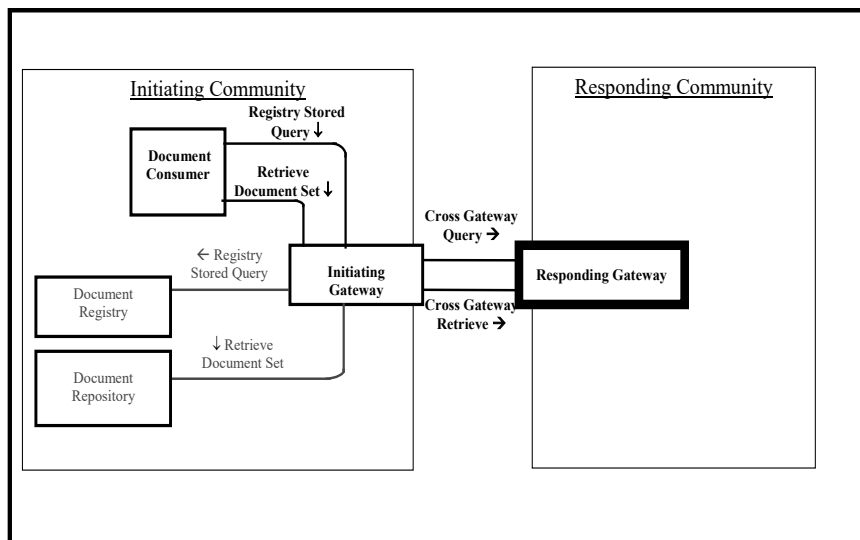 Initiating Community
Responding Community
Registry Stored
Query ↓
Document
Consumer
Retrieve
Document Set ↓
Cross Gateway
Query →
← Registry
Stored Query
Initiating
Gateway
Responding Gateway
Document
Registry
Cross Gateway
Retrieve →
↓ Retrieve
Document Set
Document
Repository